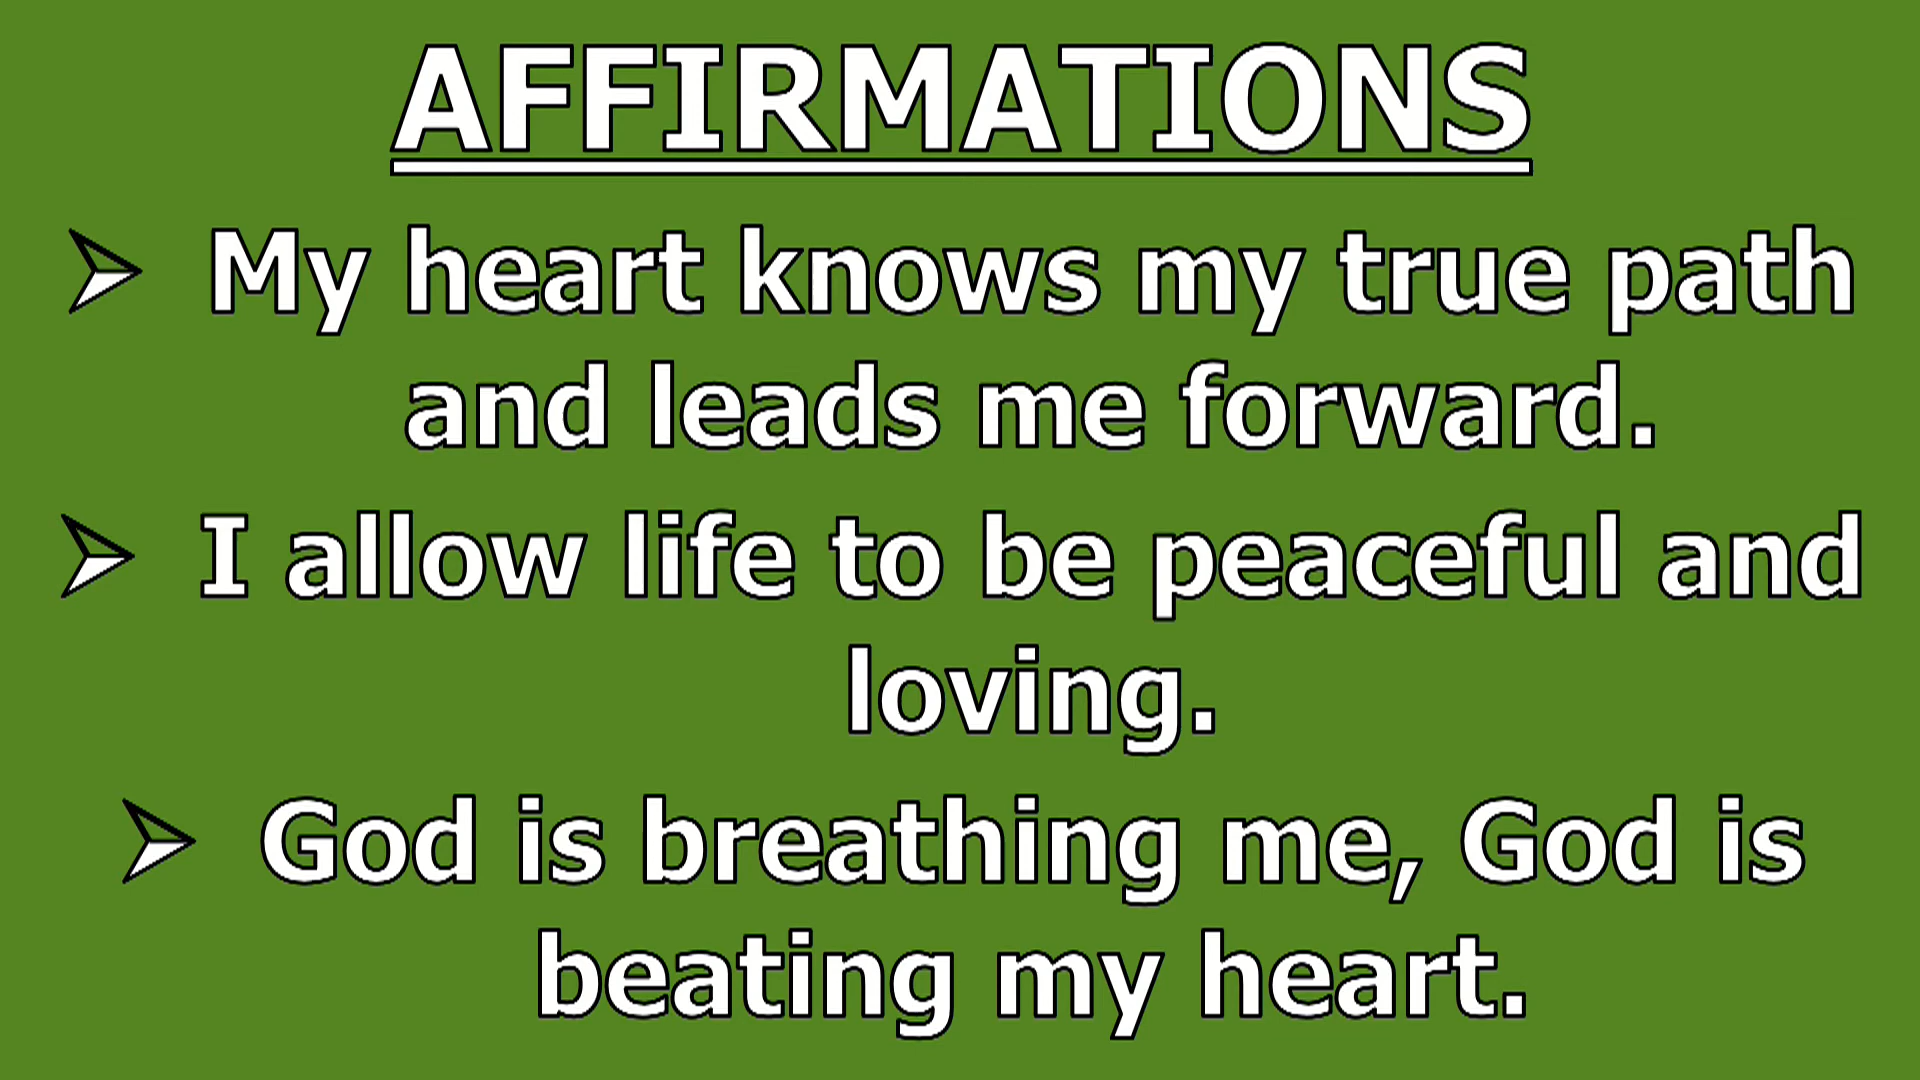 AFFIRMATIONS
➢ My heart knows my true path
and leads me forward.
➢ I allow life to be peaceful and
loving.
➢ God is breathing me, God is
beating my heart.